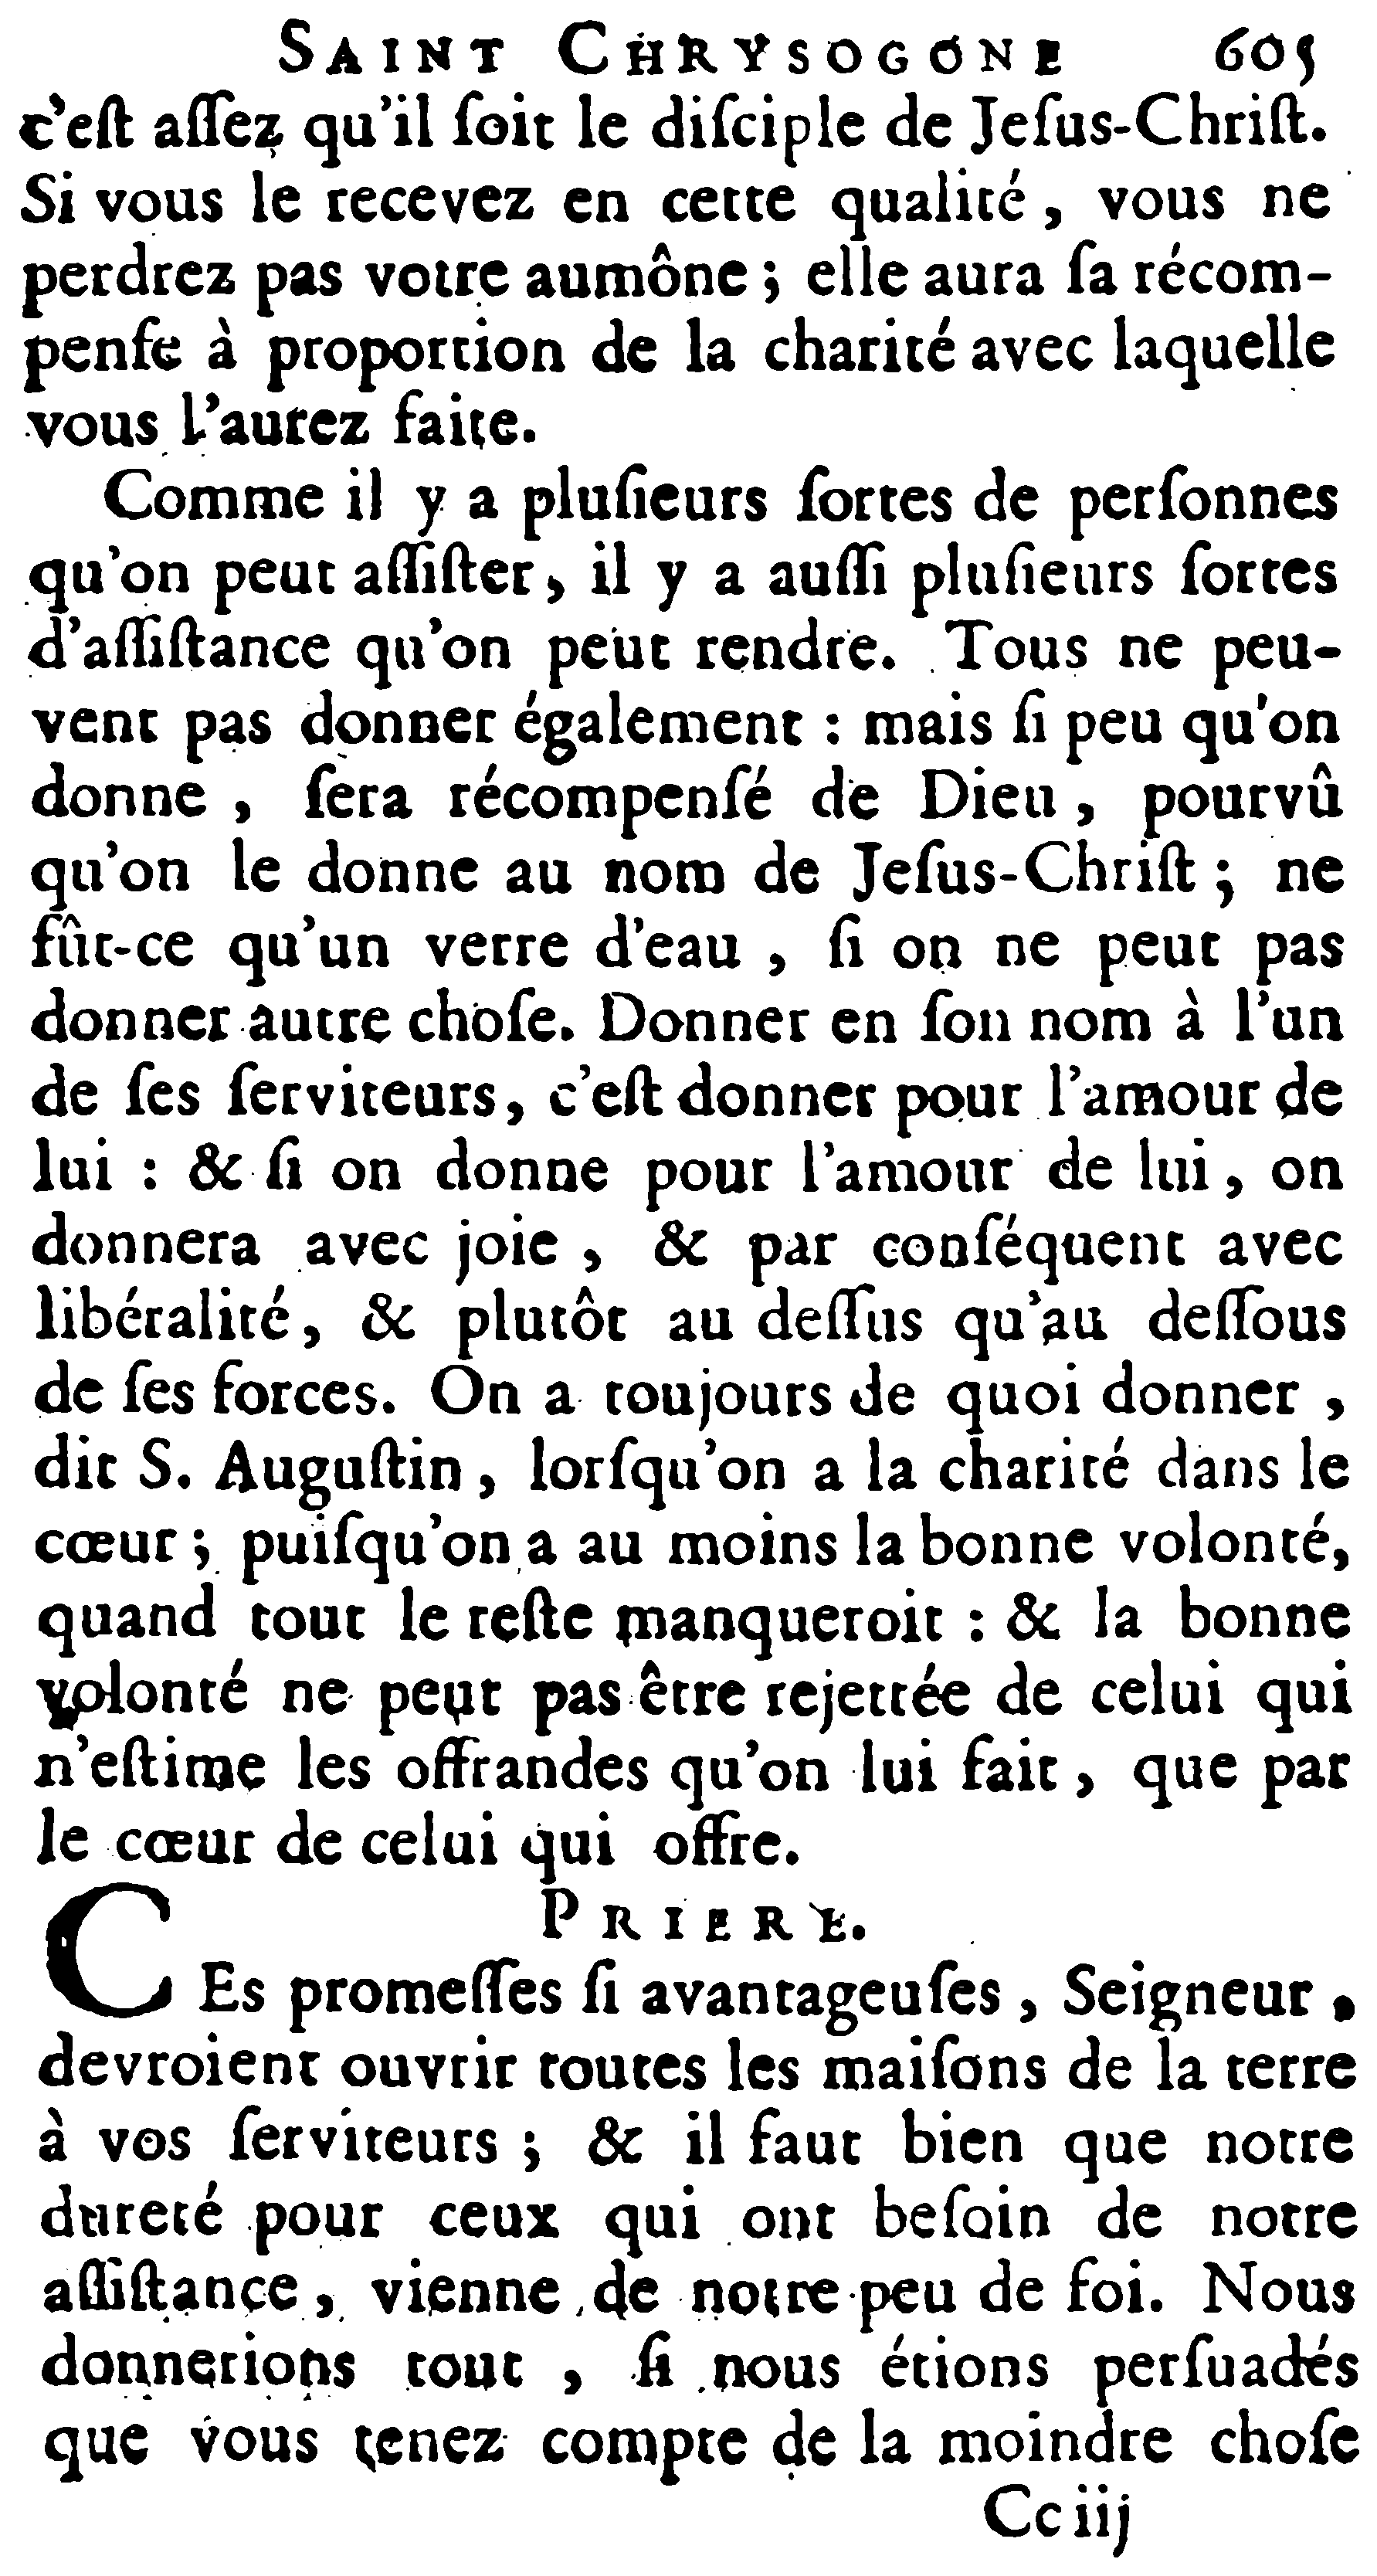 SAINT CHRYSOGONE 605
c'eſt aſſez qu'il ſoit le diſciple de Jeſus-Chriſt.
Si vous le recevez en cette qualité, vous ne
perdrez pas votre aumône ; elle aura ſa récom-
penſe à proportion de la charité avec laquelle
vous l'aurez faite.
Comme il y a pluſieurs ſortes de perſonnes
qu'on peut aſſiſter, il y a auſſi pluſieurs ſortes
d'aſſiſtance qu'on peut rendre. Tous ne peu-
vent pas donner également : mais ſi peu qu'on
donne , ſera récompenſé de Dieu , pourvû
qu'on le donne au nom de Jeſus-Chriſt ; ne
fût-ce qu'un verre d'eau , ſi on ne peut pas
donner autre choſe. Donner en ſon nom à l'un
de ſes ſerviteurs, c'eſt donner pour l'amour de
lui : & ſi on donne pour l'amour de lui , on
donnera avec joie , & par conſéquent avec
libéralité, & plutôt au deſſus qu'au deſſous
de ſes forces. On a toujours de quoi donner ,
dit S. Auguſtin , lorſqu'on a la charité dans le
cœur ; puiſqu'on a au moins la bonne volonté,
quand tout le reſte manqueroit : & la bonne
volonté ne peut pas être rejettée de celui qui
n'eſtime les offrandes qu'on lui fait , que par
le cœur de celui qui offre.
PRIERE.
CEs promeſſes ſi avantageuſes , Seigneur ,
devroient ouvrir toutes les maiſons de la terre
à vos ſerviteurs ; & il faut bien que notre
dureté pour ceux qui ont beſoin de notre
aſſiſtance , vienne de notre peu de foi. Nous
donnerions tout , ſi nous étions perſuadés
que vous tenez compte de la moindre choſe
Cc iij